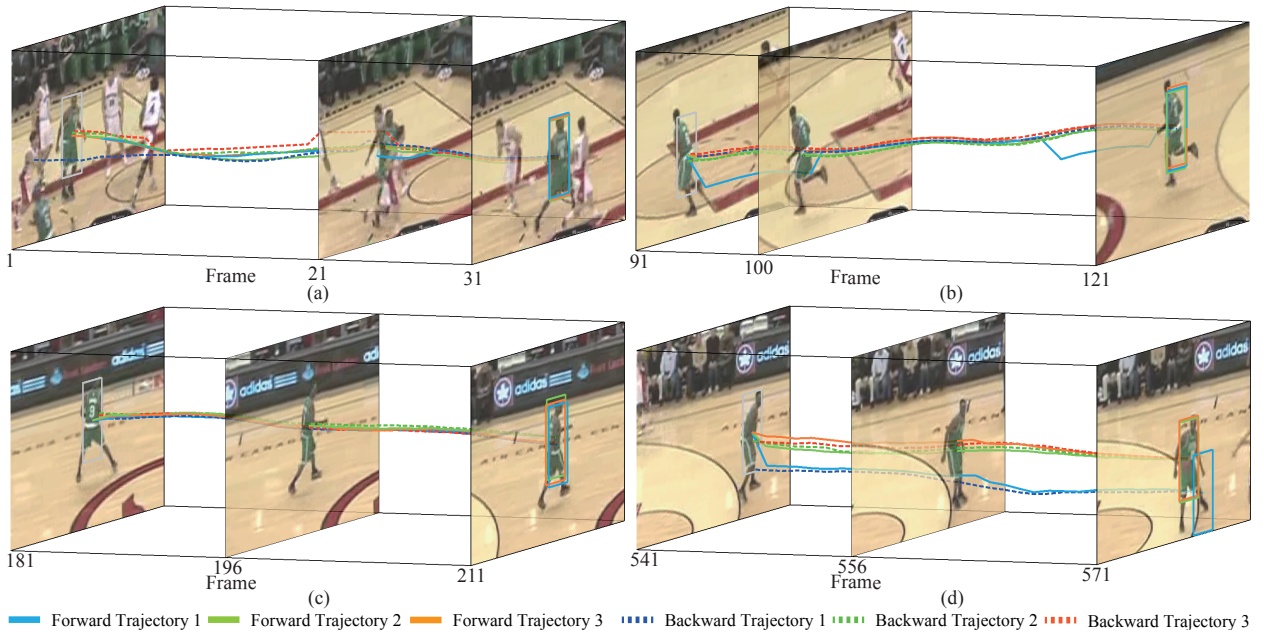 1
21
31
Frame
(a)
91
100
121
Frame
(b)
adidas
adidas
9
181
196
211
Frame
(c)
adidas
adidas
adidas
541
556
571
Frame
(d)
Forward Trajectory 1 Forward Trajectory 2 Forward Trajectory 3 Backward Trajectory 1 Backward Trajectory 2 Backward Trajectory 3